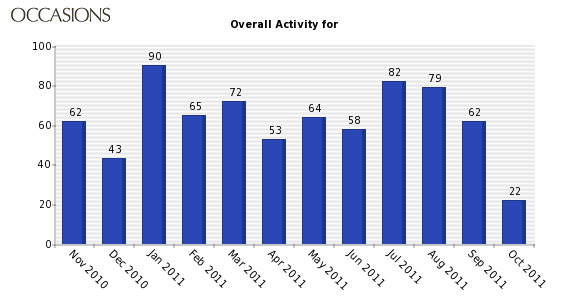 OCCASIONS
Overall Activity for
100
80
60
40
20
0
62
43
90
65
72
53
64
58
82
79
62
22
Nov 2010
Dec 2010
Jan 2011
Feb 2011
Mar 2011
Apr 2011
May 2011
Jun 2011
Jul 2011
Aug 2011
Sep 2011
Oct 2011